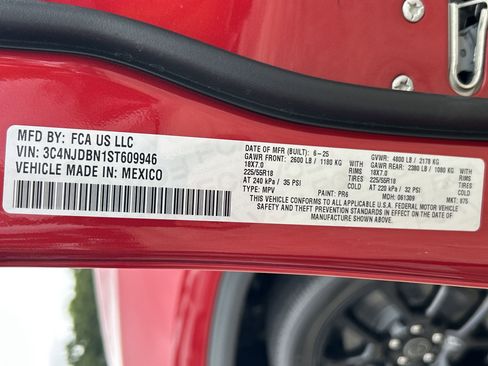 MFD BY: FCA US LLC
VIN: 3C4NJDBN1ST609946
VEHICLE MADE IN: MEXICO
DATE OF MFR (BUILT): 6-25
GAWR FRONT: 2600 LB / 1180 KG WITH
18X7.0 RIMS
225/55R18 TIRES
AT 240 kPa / 35 PSI COLD
TYPE: MPV PAINT: PR6
GVWR: 4800 LB / 2178 KG
GAWR REAR: 2380 LB / 1080 KG WITH
18X7.0 RIMS
225/55R18 TIRES
AT 220 kPa / 32 PSI COLD
MDH: 061309 MKT: 875
THIS VEHICLE CONFORMS TO ALL APPLICABLE U.S.A. FEDERAL MOTOR VEHICLE
SAFETY AND THEFT PREVENTION STANDARDS IN EFFECT ON THE DATE OF
MANUFACTURE SHOWN ABOVE.